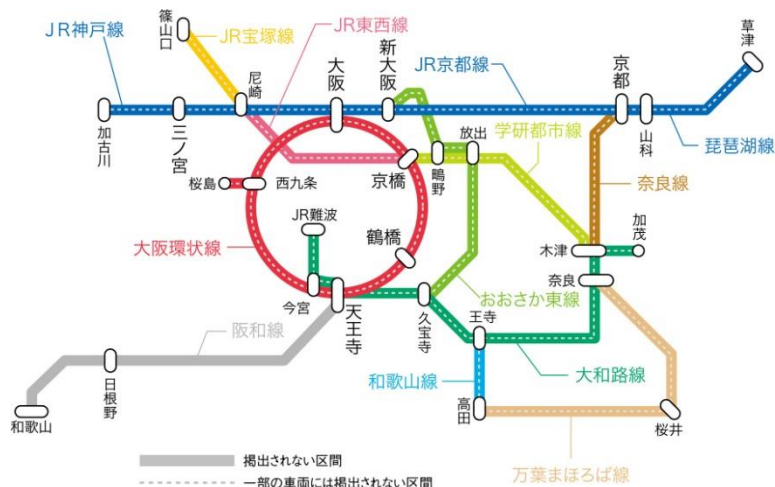 JR神戸線
篠山口
JR宝塚線
JR東西線
新大阪
大阪
尼崎
JR京都線
京都
草津
加古川
三ノ宮
山科
琵琶湖線
学研都市線
放出
鴫野
京橋
桜島
西九条
奈良線
JR難波
鶴橋
加茂
木津
大阪環状線
奈良
今宮
天王寺
久宝寺
おおさか東線
王寺
阪和線
大和路線
日根野
和歌山線
和歌山
高田
桜井
万葉まほろば線
掲出されない区間
一部の車両には掲出されない区間